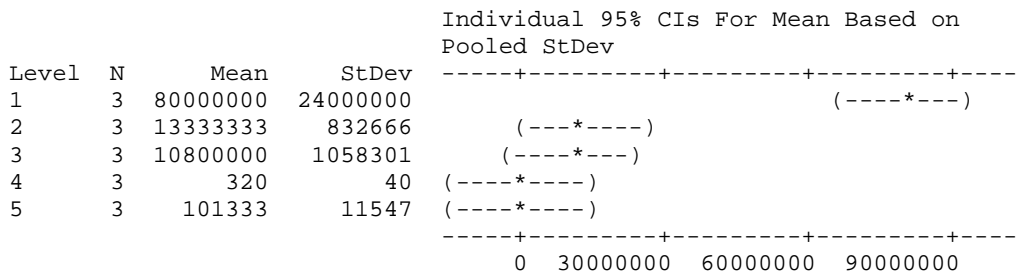 Individual 95% CIs For Mean Based on
Pooled StDev
Level N Mean StDev -----+---------+---------+---------+----
1 3 80000000 24000000 (----*---)
2 3 13333333 832666 (---*----)
3 3 10800000 1058301 (----*---)
4 3 320 40 (----*----)
5 3 101333 11547 (----*----)
-----+---------+---------+---------+----
0 30000000 60000000 90000000